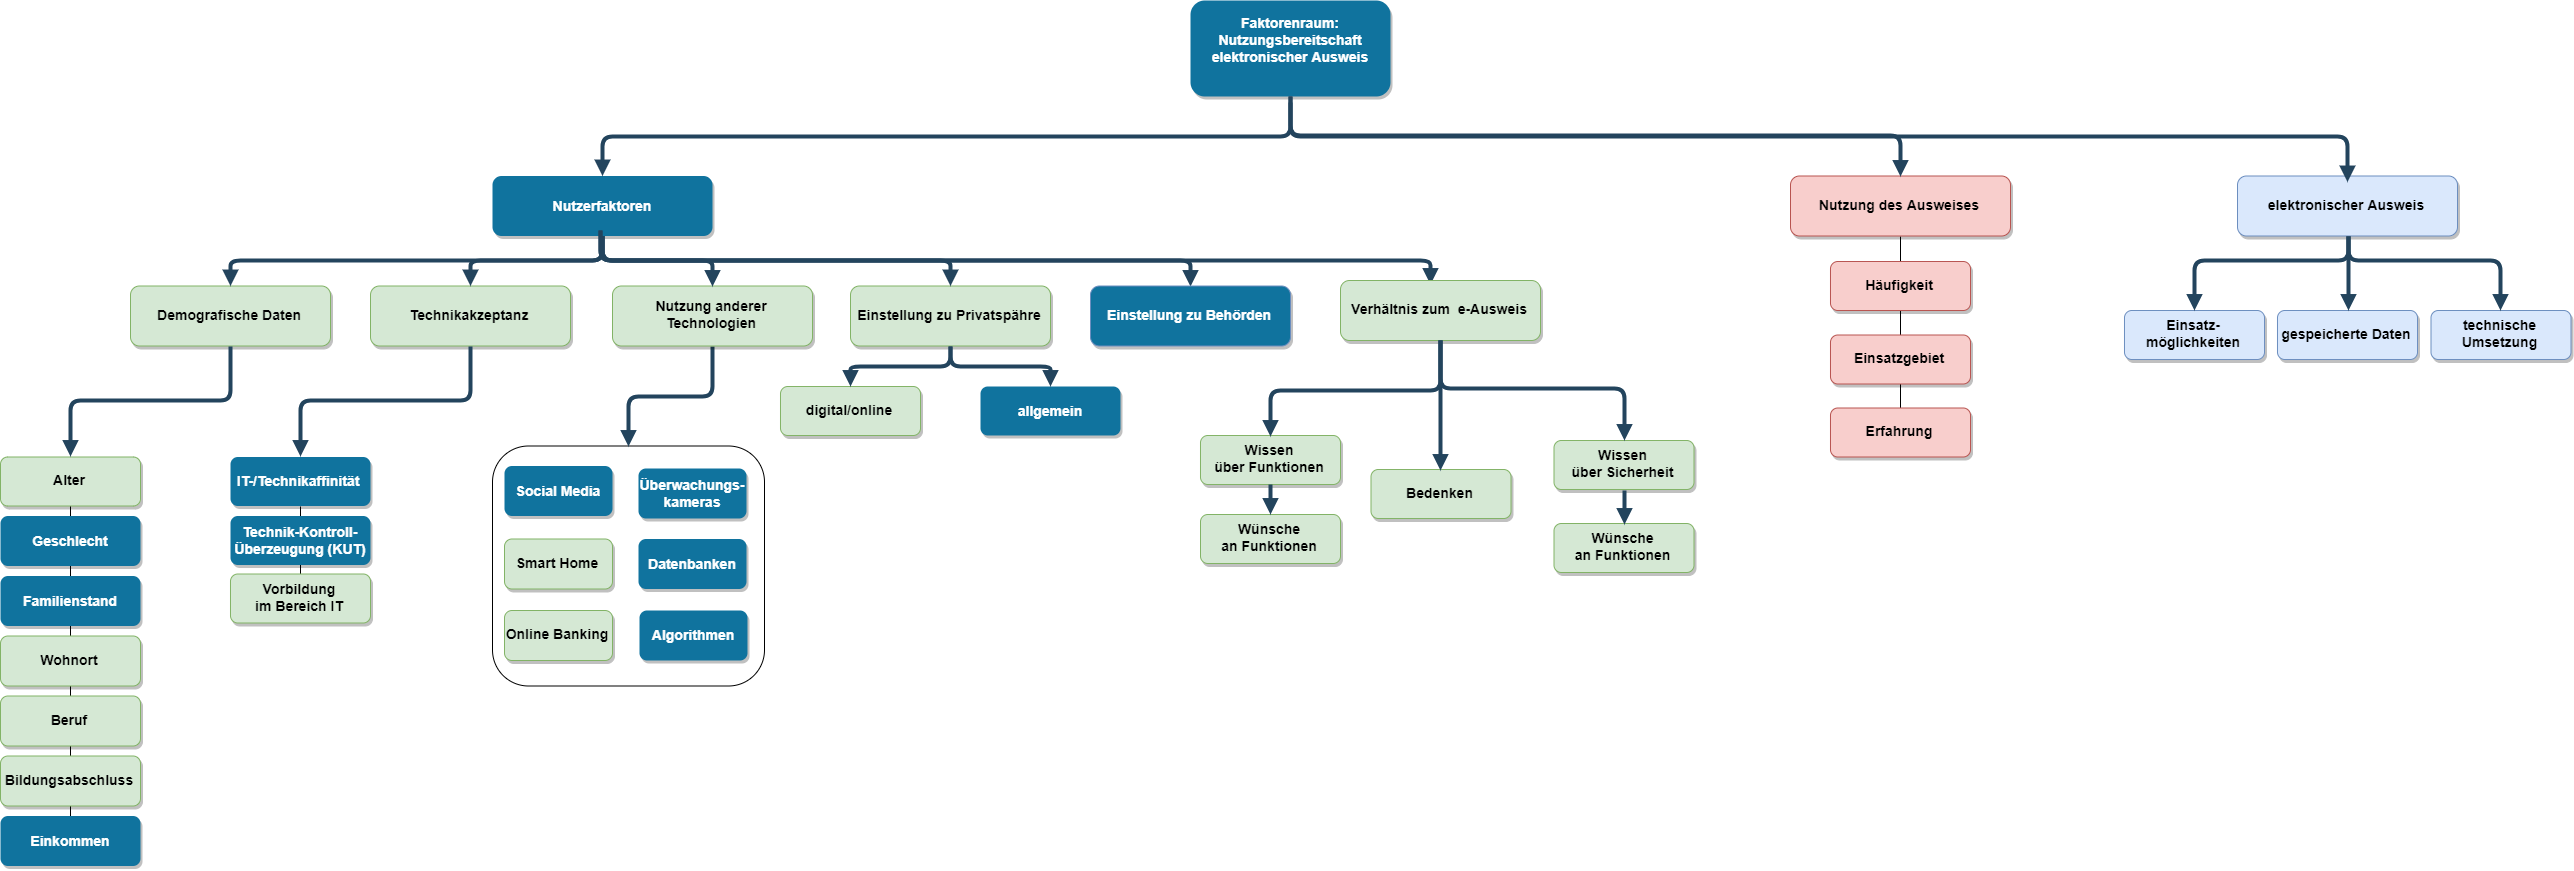 Faktorenraum:
Nutzungsbereitschaft
elektronischer Ausweis
Nutzerfaktoren
Nutzung des Ausweises
elektronischer Ausweis
Demografische Daten
Technikakzeptanz
Nutzung anderer
Technologien
Einstellung zu Privatspähre
Einstellung zu Behörden
Verhältnis zum  e-Ausweis
Häufigkeit
Einsatzgebiet
Erfahrung
Einsatz-
möglichkeiten
gespeicherte Daten
technische
Umsetzung
digital/online
allgemein
Alter
Geschlecht
Familienstand
Wohnort
Beruf
Bildungsabschluss
Einkommen
IT-/Technikaffinität
Technik-Kontroll-
Überzeugung (KUT)
Vorbildung
im Bereich IT
Social Media
Überwachungs-
kameras
Smart Home
Datenbanken
Online Banking
Algorithmen
Wissen
über Funktionen
Wünsche
an Funktionen
Bedenken
Wissen
über Sicherheit
Wünsche
an Funktionen